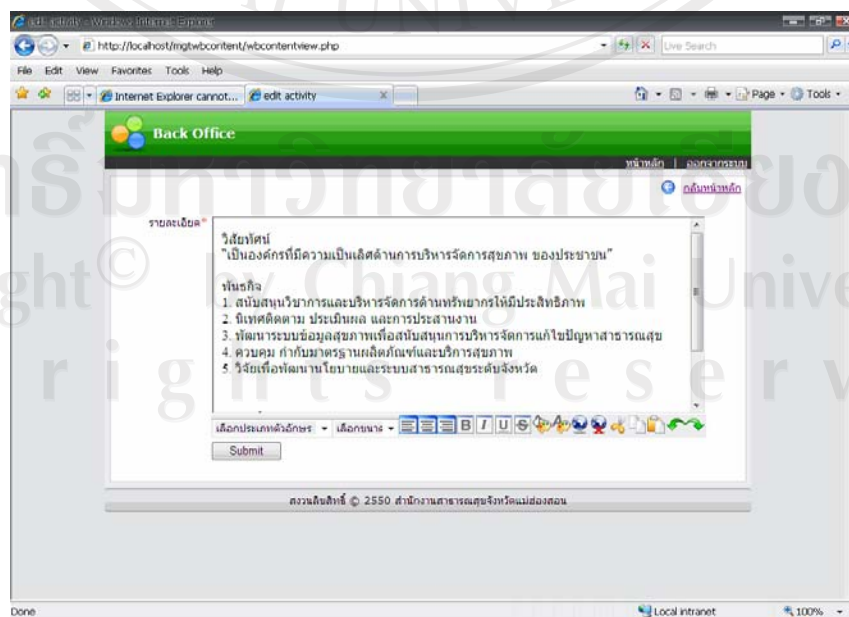 edit activity - Windows Internet Explorer
http://localhost/mgtwbcontent/wbcontentview.php
Live Search
File Edit View Favorites Tools Help
Internet Explorer cannot... edit activity Page Tools
Back Office
หน้าหลัก | ออกจากระบบ
กลับหน้าหลัก
รายละเอียด*
วิสัยทัศน์
"เป็นองค์กรที่มีความเป็นเลิศด้านการบริหารจัดการสุขภาพ ของประชาชน"
พันธกิจ
1. สนับสนุนวิชาการและบริหารจัดการด้านทรัพยากรให้มีประสิทธิภาพ
2. นิเทศติดตาม ประเมินผล และการประสานงาน
3. พัฒนาระบบข้อมูลสุขภาพเพื่อสนับสนุนการบริหารจัดการแก้ไขปัญหาสาธารณสุข
4. ควบคุม กำกับมาตรฐานผลิตภัณฑ์และบริการสุขภาพ
5. วิจัยเพื่อพัฒนานโยบายและระบบสาธารณสุขระดับจังหวัด
เลือกประเภทตัวอักษร เลือกขนาด B I U S
Submit
สงวนลิขสิทธิ์ © 2550 สำนักงานสาธารณสุขจังหวัดแม่ฮ่องสอน
Done Local intranet 100%